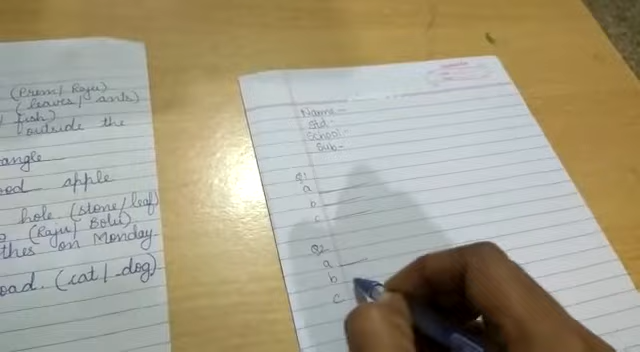 (Prem/ Raju)
(leaves/ ants)
fish)
outside the
angle
ood apple
hole (stone/leaf)
(Raju/ Bolu)
thes on Monday
oad. (cat/ dog)
Name:-
Std:-
School:-
Sub:-
Q1
a
b
c
Q2
a
b
c